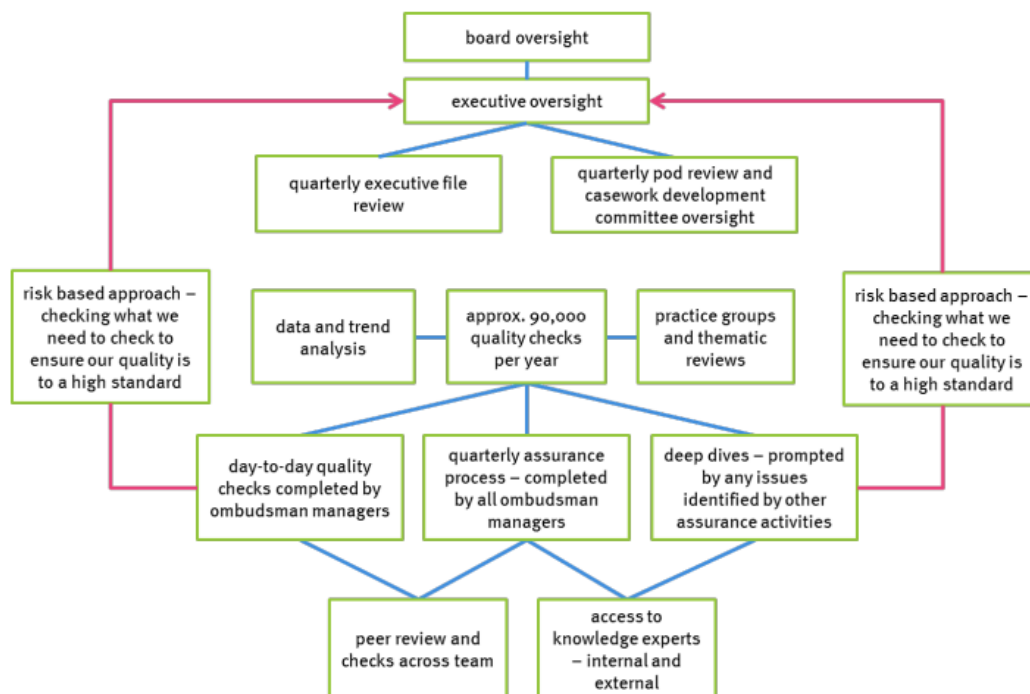 board oversight
executive oversight
quarterly executive file
review
quarterly pod review and
casework development
committee oversight
risk based approach –
checking what we
need to check to
ensure our quality is
to a high standard
data and trend
analysis
approx. 90,000
quality checks
per year
practice groups
and thematic
reviews
risk based approach –
checking what we
need to check to
ensure our quality is
to a high standard
day-to-day quality
checks completed by
ombudsman managers
quarterly assurance
process – completed
by all ombudsman
managers
deep dives – prompted
by any issues
identified by other
assurance activities
peer review and
checks across team
access to
knowledge experts
– internal and
external